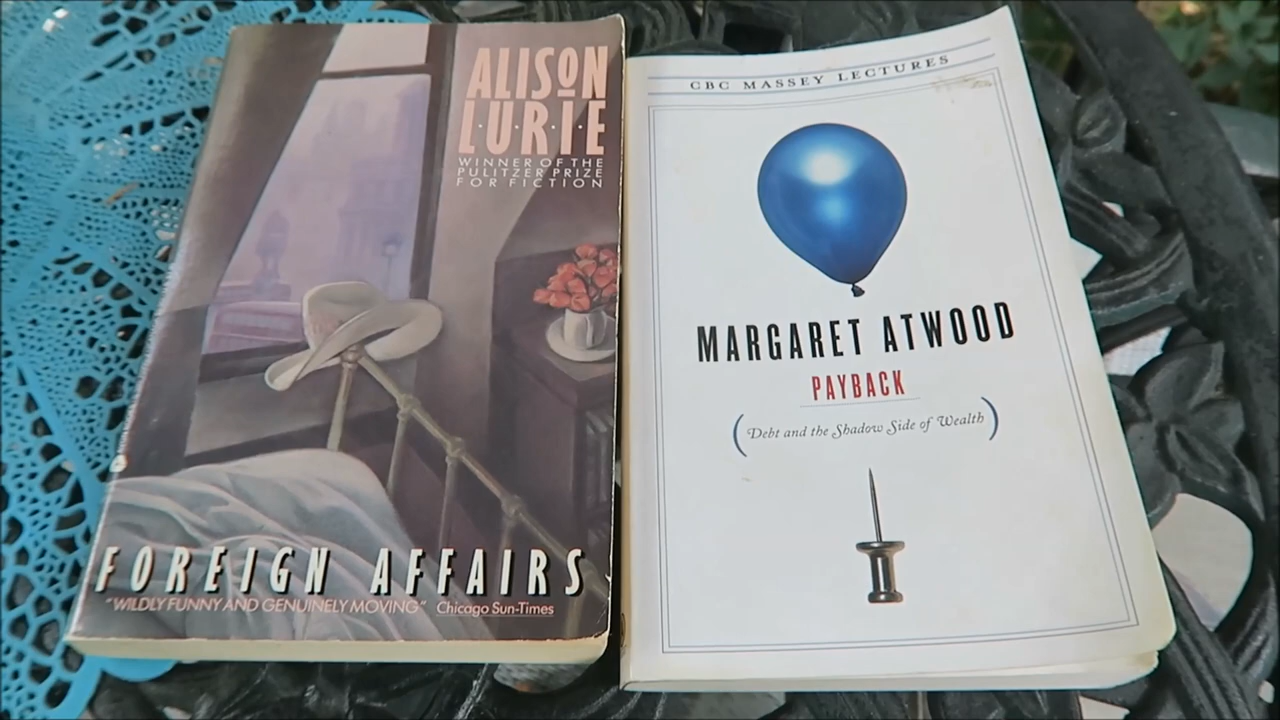 ALISON
L·U·R·I·E
WINNER OF THE
PULITZER PRIZE
FOR FICTION
FOREIGN AFFAIRS
"WILDLY FUNNY AND GENUINELY MOVING" Chicago Sun-Times
CBC MASSEY LECTURES
MARGARET ATWOOD
PAYBACK
(Debt and the Shadow Side of Wealth)